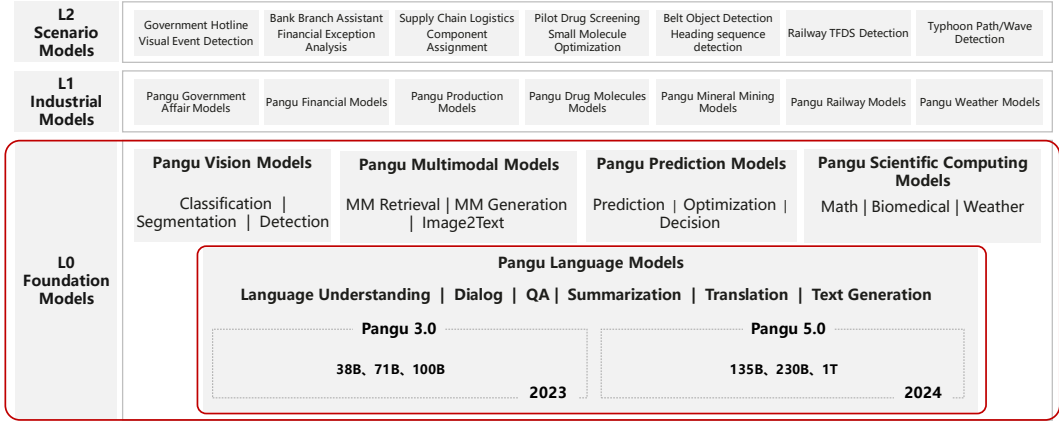 L2
Scenario
Models
Government Hotline
Visual Event Detection
Bank Branch Assistant
Financial Exception
Analysis
Supply Chain Logistics
Component
Assignment
Pilot Drug Screening
Small Molecule
Optimization
Belt Object Detection
Heading sequence
detection
Railway TFDS Detection
Typhoon Path/Wave
Detection
L1
Industrial
Models
Pangu Government
Affair Models
Pangu Financial Models
Pangu Production
Models
Pangu Drug Molecules
Models
Pangu Mineral Mining
Models
Pangu Railway Models
Pangu Weather Models
L0
Foundation
Models
Pangu Vision Models
Classification |
Segmentation | Detection
Pangu Multimodal Models
MM Retrieval | MM Generation
| Image2Text
Pangu Prediction Models
Prediction | Optimization |
Decision
Pangu Scientific Computing
Models
Math | Biomedical | Weather
Pangu Language Models
Language Understanding | Dialog | QA | Summarization | Translation | Text Generation
Pangu 3.0
38B、71B、100B
2023
Pangu 5.0
135B、230B、1T
2024